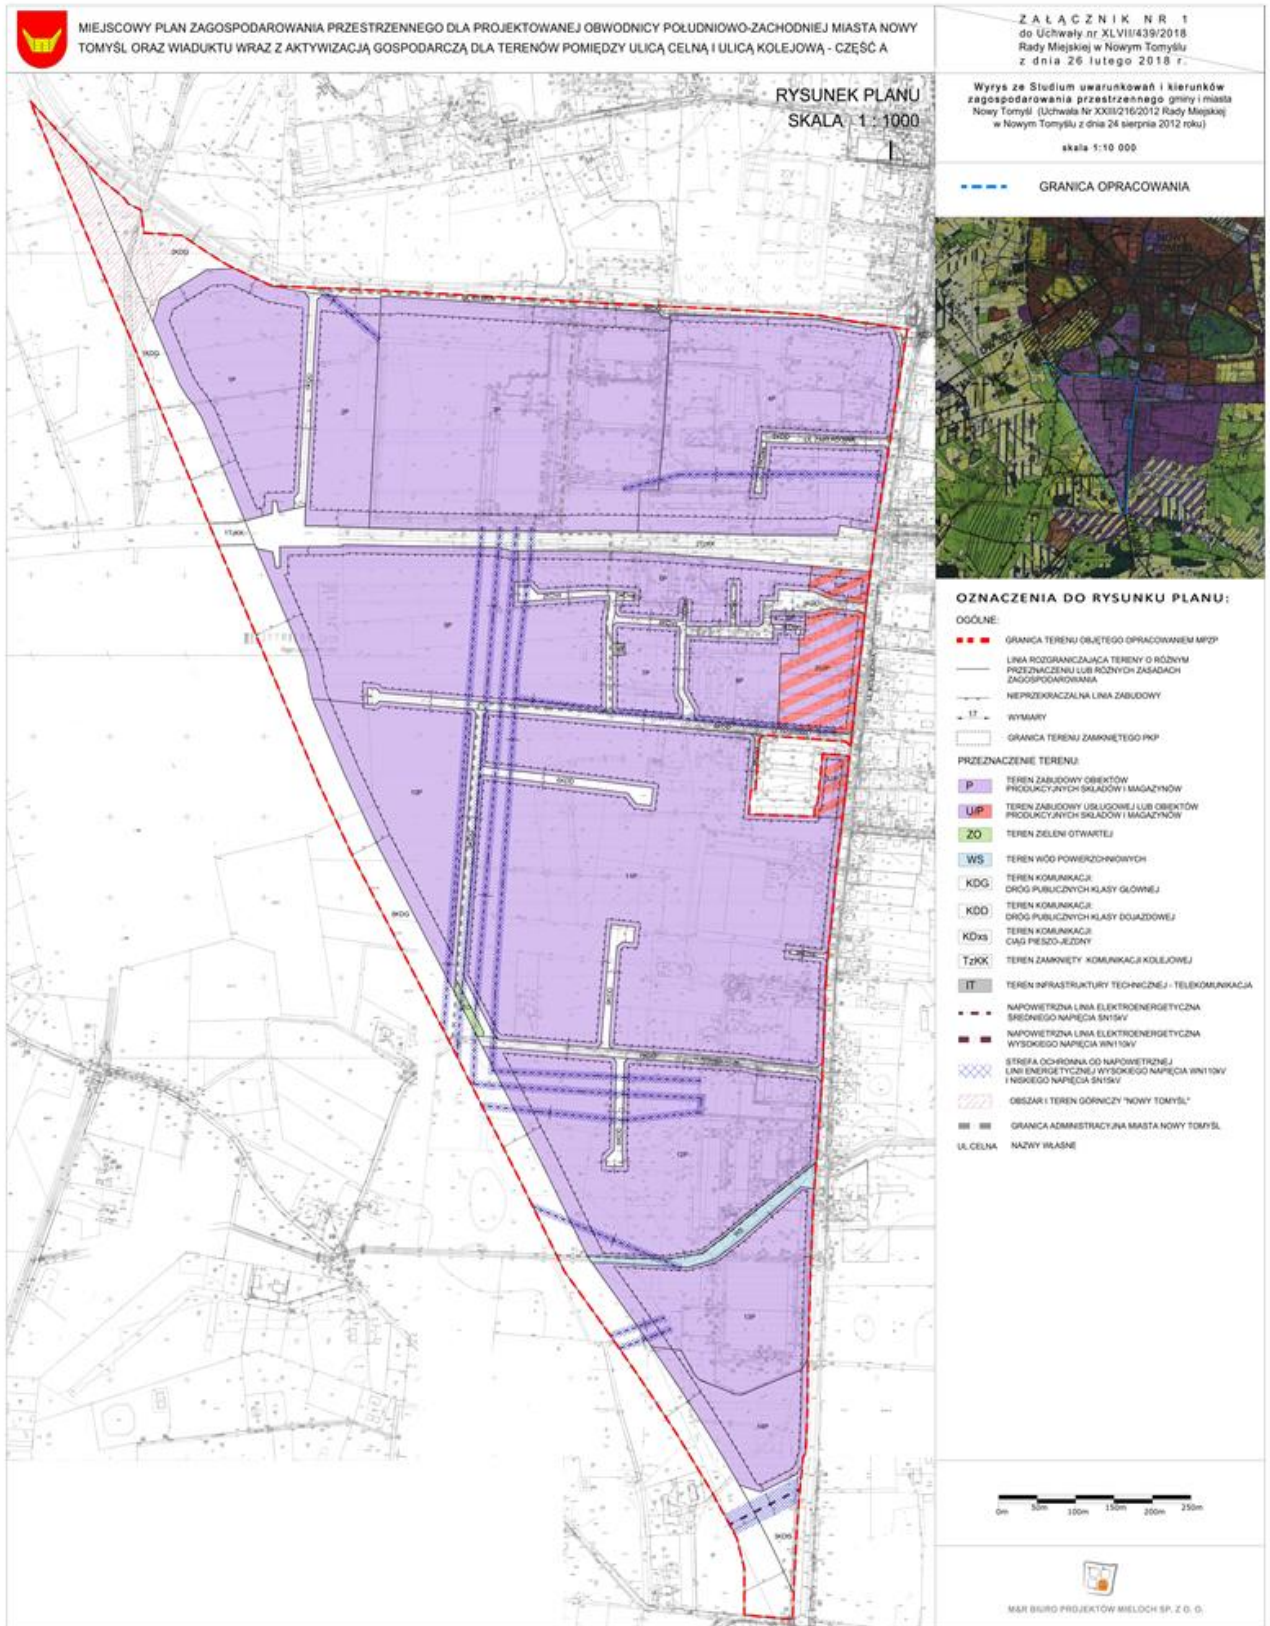 MIEJSCOWY PLAN ZAGOSPODAROWANIA PRZESTRZENNEGO DLA PROJEKTOWANEJ OBWODNICY POŁUDNIOWO-ZACHODNIEJ MIASTA NOWY
TOMYŚL ORAZ WIADUKTU WRAZ Z AKTYWIZACJĄ GOSPODARCZĄ DLA TERENÓW POMIĘDZY ULICĄ CELNĄ I ULICĄ KOLEJOWĄ - CZĘŚĆ A
ZAŁĄCZNIK NR 1
do Uchwały nr XLVII/439/2018
Rady Miejskiej w Nowym Tomyślu
z dnia 26 lutego 2018 r.
Wyrys ze Studium uwarunkowań i kierunków
zagospodarowania przestrzennego gminy i miasta
Nowy Tomyśl (Uchwała Nr XXIII/216/2012 Rady Miejskiej
w Nowym Tomyślu z dnia 24 sierpnia 2012 roku)
skala 1:10 000
GRANICA OPRACOWANIA
RYSUNEK PLANU
SKALA 1 : 1000
OZNACZENIA DO RYSUNKU PLANU:
OGÓLNE:
GRANICA TERENU OBJĘTEGO OPRACOWANIEM MPZP
LINIA ROZGRANICZAJĄCA TERENY O RÓŻNYM
PRZEZNACZENIU LUB RÓŻNYCH ZASADACH
ZAGOSPODAROWANIA
NIEPRZEKRACZALNA LINIA ZABUDOWY
17 WYMIARY
GRANICA TERENU ZAMKNIĘTEGO PKP
PRZEZNACZENIE TERENU:
P TEREN ZABUDOWY OBIEKTÓW
PRODUKCYJNYCH SKŁADÓW I MAGAZYNÓW
U/P TEREN ZABUDOWY USŁUGOWEJ LUB OBIEKTÓW
PRODUKCYJNYCH SKŁADÓW I MAGAZYNÓW
ZO TEREN ZIELENI OTWARTEJ
WS TEREN WÓD POWIERZCHNIOWYCH
KDG TEREN KOMUNIKACJI:
DRÓG PUBLICZNYCH KLASY GŁÓWNEJ
KDD TEREN KOMUNIKACJI:
DRÓG PUBLICZNYCH KLASY DOJAZDOWEJ
KDxs TEREN KOMUNIKACJI:
CIĄG PIESZO-JEZDNY
TzKK TEREN ZAMKNIĘTY KOMUNIKACJI KOLEJOWEJ
IT TEREN INFRASTRUKTURY TECHNICZNEJ - TELEKOMUNIKACJA
NAPOWIETRZNA LINIA ELEKTROENERGETYCZNA
ŚREDNIEGO NAPIĘCIA SN15kV
NAPOWIETRZNA LINIA ELEKTROENERGETYCZNA
WYSOKIEGO NAPIĘCIA WN110kV
STREFA OCHRONNA OD NAPOWIETRZNEJ
LINII ENERGETYCZNEJ WYSOKIEGO NAPIĘCIA WN110kV
I NISKIEGO NAPIĘCIA SN15kV
OBSZAR I TEREN GÓRNICZY "NOWY TOMYŚL"
GRANICA ADMINISTRACYJNA MIASTA NOWY TOMYŚL
UL.CELNA NAZWY WŁASNE
0m 50m 100m 150m 200m 250m
M&R BIURO PROJEKTÓW MIELOCH SP. Z O. O.